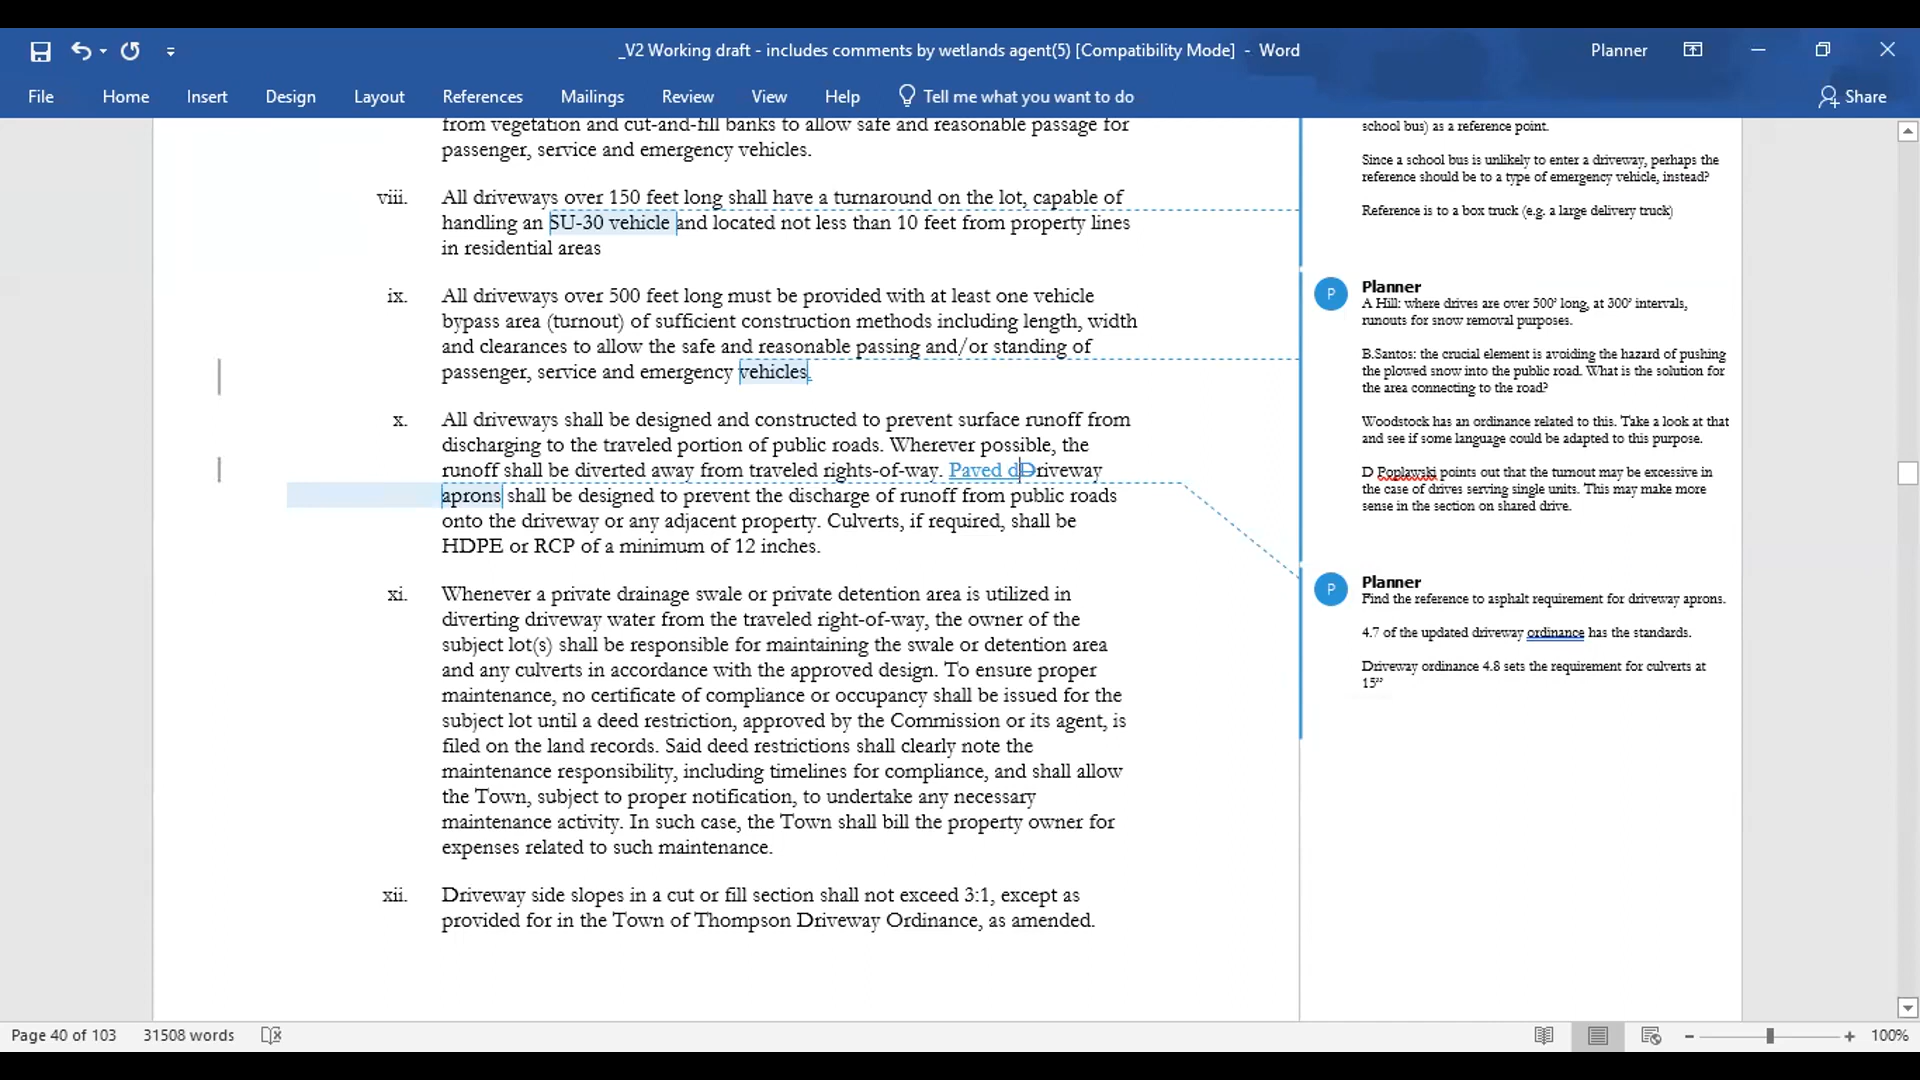 _V2 Working draft - includes comments by wetlands agent(5) [Compatibility Mode] - Word
Planner
File
Home
Insert
Design
Layout
References
Mailings
Review
View
Help
Tell me what you want to do
Share
from vegetation and cut-and-fill banks to allow safe and reasonable passage for
passenger, service and emergency vehicles.
viii. All driveways over 150 feet long shall have a turnaround on the lot, capable of
handling an SU-30 vehicle and located not less than 10 feet from property lines
in residential areas
ix. All driveways over 500 feet long must be provided with at least one vehicle
bypass area (turnout) of sufficient construction methods including length, width
and clearances to allow the safe and reasonable passing and/or standing of
passenger, service and emergency vehicles.
x. All driveways shall be designed and constructed to prevent surface runoff from
discharging to the traveled portion of public roads. Wherever possible, the
runoff shall be diverted away from traveled rights-of-way. Paved dDriveway
aprons shall be designed to prevent the discharge of runoff from public roads
onto the driveway or any adjacent property. Culverts, if required, shall be
HDPE or RCP of a minimum of 12 inches.
xi. Whenever a private drainage swale or private detention area is utilized in
diverting driveway water from the traveled right-of-way, the owner of the
subject lot(s) shall be responsible for maintaining the swale or detention area
and any culverts in accordance with the approved design. To ensure proper
maintenance, no certificate of compliance or occupancy shall be issued for the
subject lot until a deed restriction, approved by the Commission or its agent, is
filed on the land records. Said deed restrictions shall clearly note the
maintenance responsibility, including timelines for compliance, and shall allow
the Town, subject to proper notification, to undertake any necessary
maintenance activity. In such case, the Town shall bill the property owner for
expenses related to such maintenance.
xii. Driveway side slopes in a cut or fill section shall not exceed 3:1, except as
provided for in the Town of Thompson Driveway Ordinance, as amended.
school bus) as a reference point.
Since a school bus is unlikely to enter a driveway, perhaps the
reference should be to a type of emergency vehicle, instead?
Reference is to a box truck (e.g. a large delivery truck)
P
Planner
A Hill: where drives are over 500' long, at 300' intervals,
runouts for snow removal purposes.
B.Santos: the crucial element is avoiding the hazard of pushing
the plowed snow into the public road. What is the solution for
the area connecting to the road?
Woodstock has an ordinance related to this. Take a look at that
and see if some language could be adapted to this purpose.
D Poplawski points out that the turnout may be excessive in
the case of drives serving single units. This may make more
sense in the section on shared drive.
P
Planner
Find the reference to asphalt requirement for driveway aprons.
4.7 of the updated driveway ordinance has the standards.
Driveway ordinance 4.8 sets the requirement for culverts at
15”
Page 40 of 103
31508 words
100%